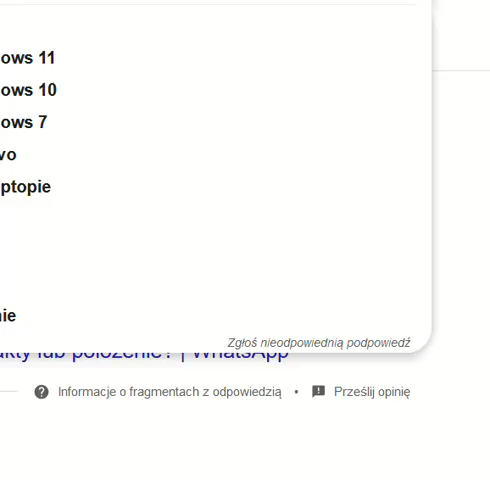 ows 11
ows 10
ows 7
vo
ptopie
nie
Zgłoś nieodpowiednią podpowiedź
akty lub położenie? | WhatsApp
Informacje o fragmentach z odpowiedzią • Prześlij opinię